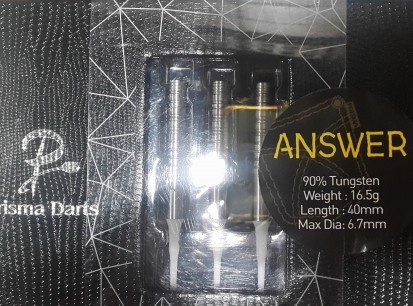 risma Darts
ANSWER
90% Tungsten
Weight : 16.5g
Length : 40mm
Max Dia: 6.7mm